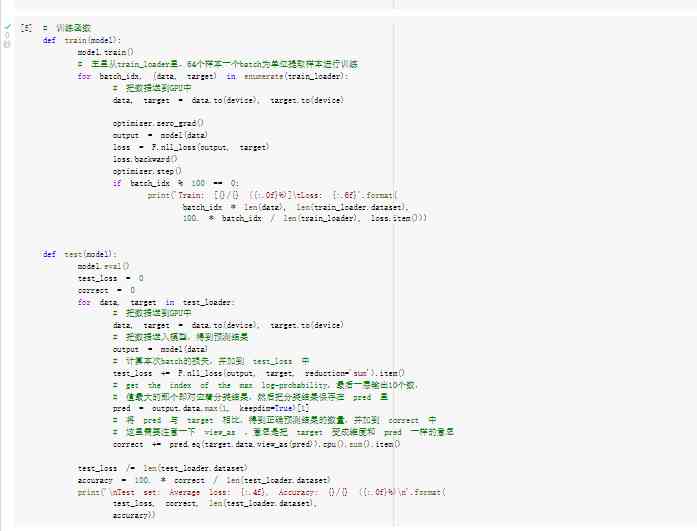 [5] # 训练函数
def train(model):
model.train()
# 主是从train_loader里，64个样本一个batch为单位提取样本进行训练
for batch_idx, (data, target) in enumerate(train_loader):
# 把数据送到GPU中
data, target = data.to(device), target.to(device)
optimizer.zero_grad()
output = model(data)
loss = F.nll_loss(output, target)
loss.backward()
optimizer.step()
if batch_idx % 100 == 0:
print('Train: [{}/{} ({:.0f}%)]\tLoss: {:.6f}'.format(
batch_idx * len(data), len(train_loader.dataset),
100. * batch_idx / len(train_loader), loss.item()))
def test(model):
model.eval()
test_loss = 0
correct = 0
for data, target in test_loader:
# 把数据送到GPU中
data, target = data.to(device), target.to(device)
# 把数据送入模型，得到预测结果
output = model(data)
# 计算本次batch的损失，并加到 test_loss 中
test_loss += F.nll_loss(output, target, reduction='sum').item()
# get the index of the max log-probability，最后一层输出10个数，
# 值最大的那个即对应着分类结果，然后把分类结果保存在 pred 里
pred = output.data.max(1, keepdim=True)[1]
# 将 pred 与 target 相比，得到正确预测结果的数量，并加到 correct 中
# 这里需要注意一下 view_as ，意思是把 target 变成维度和 pred 一样的意思
correct += pred.eq(target.data.view_as(pred)).cpu().sum().item()
test_loss /= len(test_loader.dataset)
accuracy = 100. * correct / len(test_loader.dataset)
print('\nTest set: Average loss: {:.4f}, Accuracy: {}/{} ({:.0f}%)\n'.format(
test_loss, correct, len(test_loader.dataset),
accuracy))